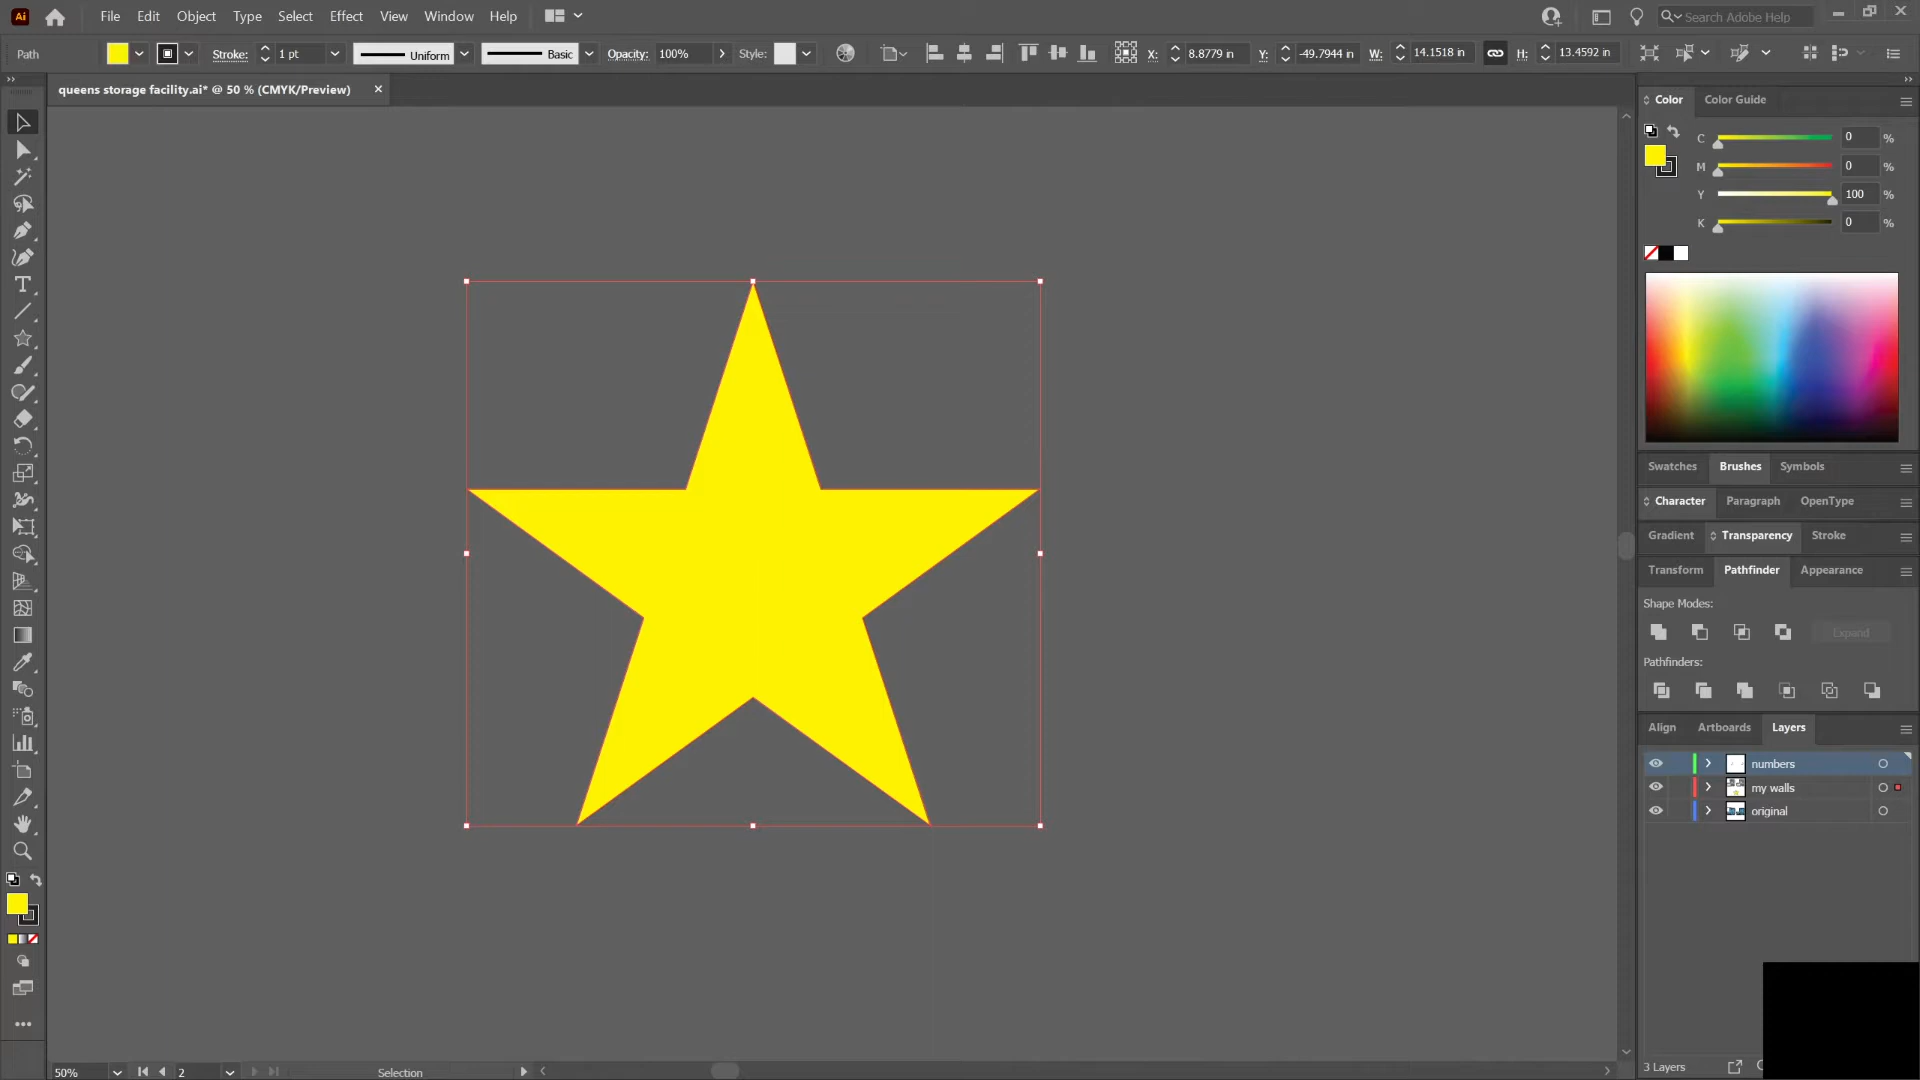 Ai File Edit Object Type Select Effect View Window Help Search Adobe Help
Path Stroke: 1 pt Uniform Basic Opacity: 100% Style: X: 8.8779 in Y: -49.7944 in W: 14.1518 in H: 13.4592 in
queens storage facility.ai* @ 50 % (CMYK/Preview) ×
Color Color Guide
C 0 %
M 0 %
Y 100 %
K 0 %
Swatches Brushes Symbols
Character Paragraph OpenType
Gradient Transparency Stroke
Transform Pathfinder Appearance
Shape Modes:
Expand
Pathfinders:
Align Artboards Layers
numbers
my walls
original
3 Layers
50% 2 Selection